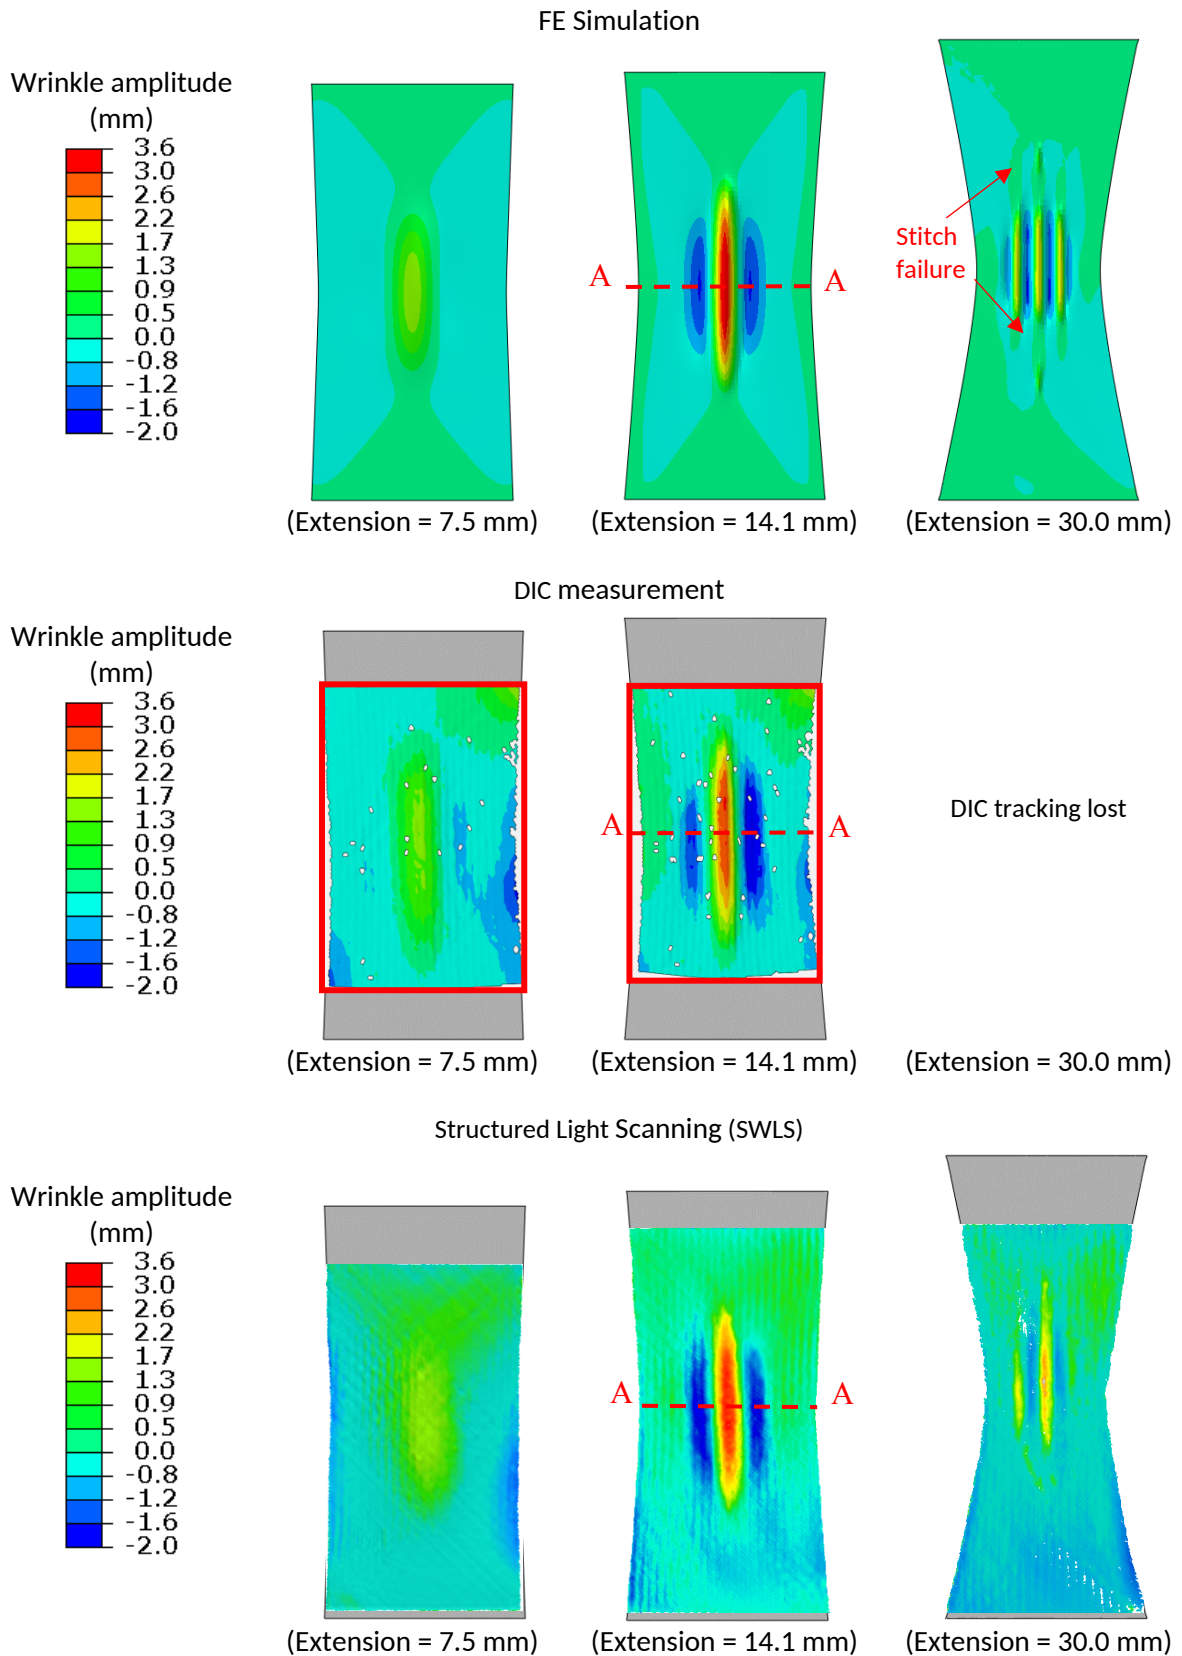 FE Simulation
Wrinkle amplitude
(mm)
3.6
3.0
2.6
2.2
1.7
1.3
0.9
0.5
0.0
-0.8
-1.2
-1.6
-2.0
A
A
Stitch
failure
(Extension = 7.5 mm)
(Extension = 14.1 mm)
(Extension = 30.0 mm)
DIC measurement
Wrinkle amplitude
(mm)
3.6
3.0
2.6
2.2
1.7
1.3
0.9
0.5
0.0
-0.8
-1.2
-1.6
-2.0
A
A
DIC tracking lost
(Extension = 7.5 mm)
(Extension = 14.1 mm)
(Extension = 30.0 mm)
Structured Light Scanning (SWLS)
Wrinkle amplitude
(mm)
3.6
3.0
2.6
2.2
1.7
1.3
0.9
0.5
0.0
-0.8
-1.2
-1.6
-2.0
A
A
(Extension = 7.5 mm)
(Extension = 14.1 mm)
(Extension = 30.0 mm)